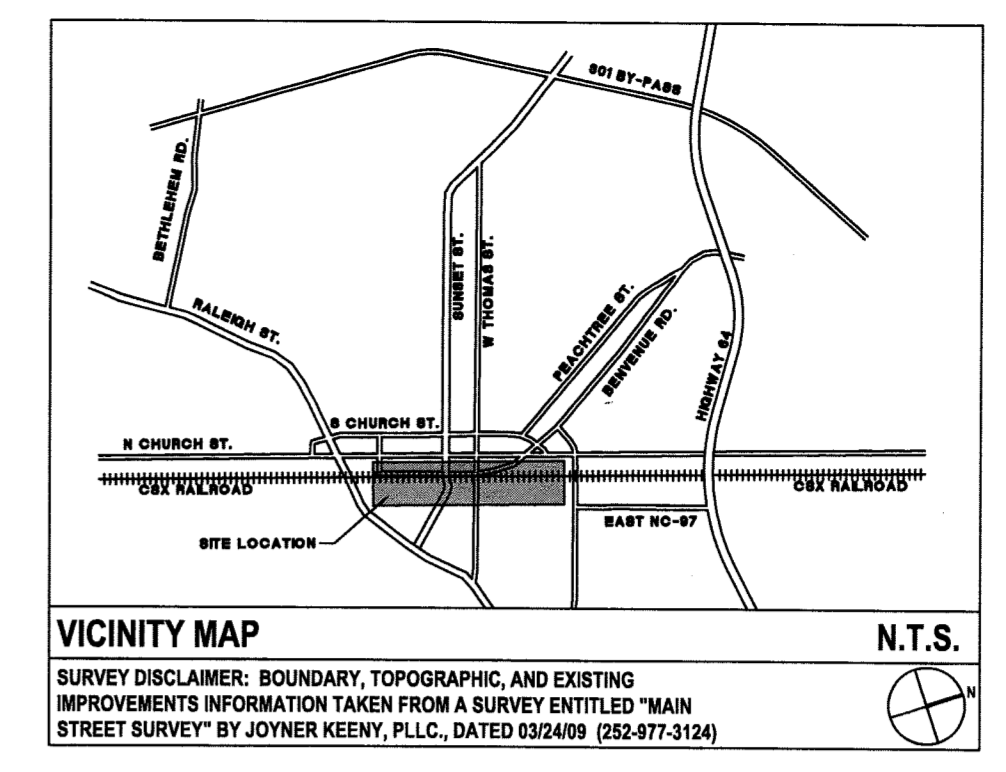 301 BY-PASS
BETHLEHEM RD.
SUNSET ST.
W THOMAS ST.
RALEIGH ST.
PEACHTREE ST.
BENVENUE RD.
HIGHWAY 64
S CHURCH ST.
N CHURCH ST.
CSX RAILROAD
CSX RAILROAD
EAST NC-97
SITE LOCATION
VICINITY MAP
N.T.S.
SURVEY DISCLAIMER: BOUNDARY, TOPOGRAPHIC, AND EXISTING
IMPROVEMENTS INFORMATION TAKEN FROM A SURVEY ENTITLED "MAIN
STREET SURVEY" BY JOYNER KEENY, PLLC., DATED 03/24/09 (252-977-3124)
N